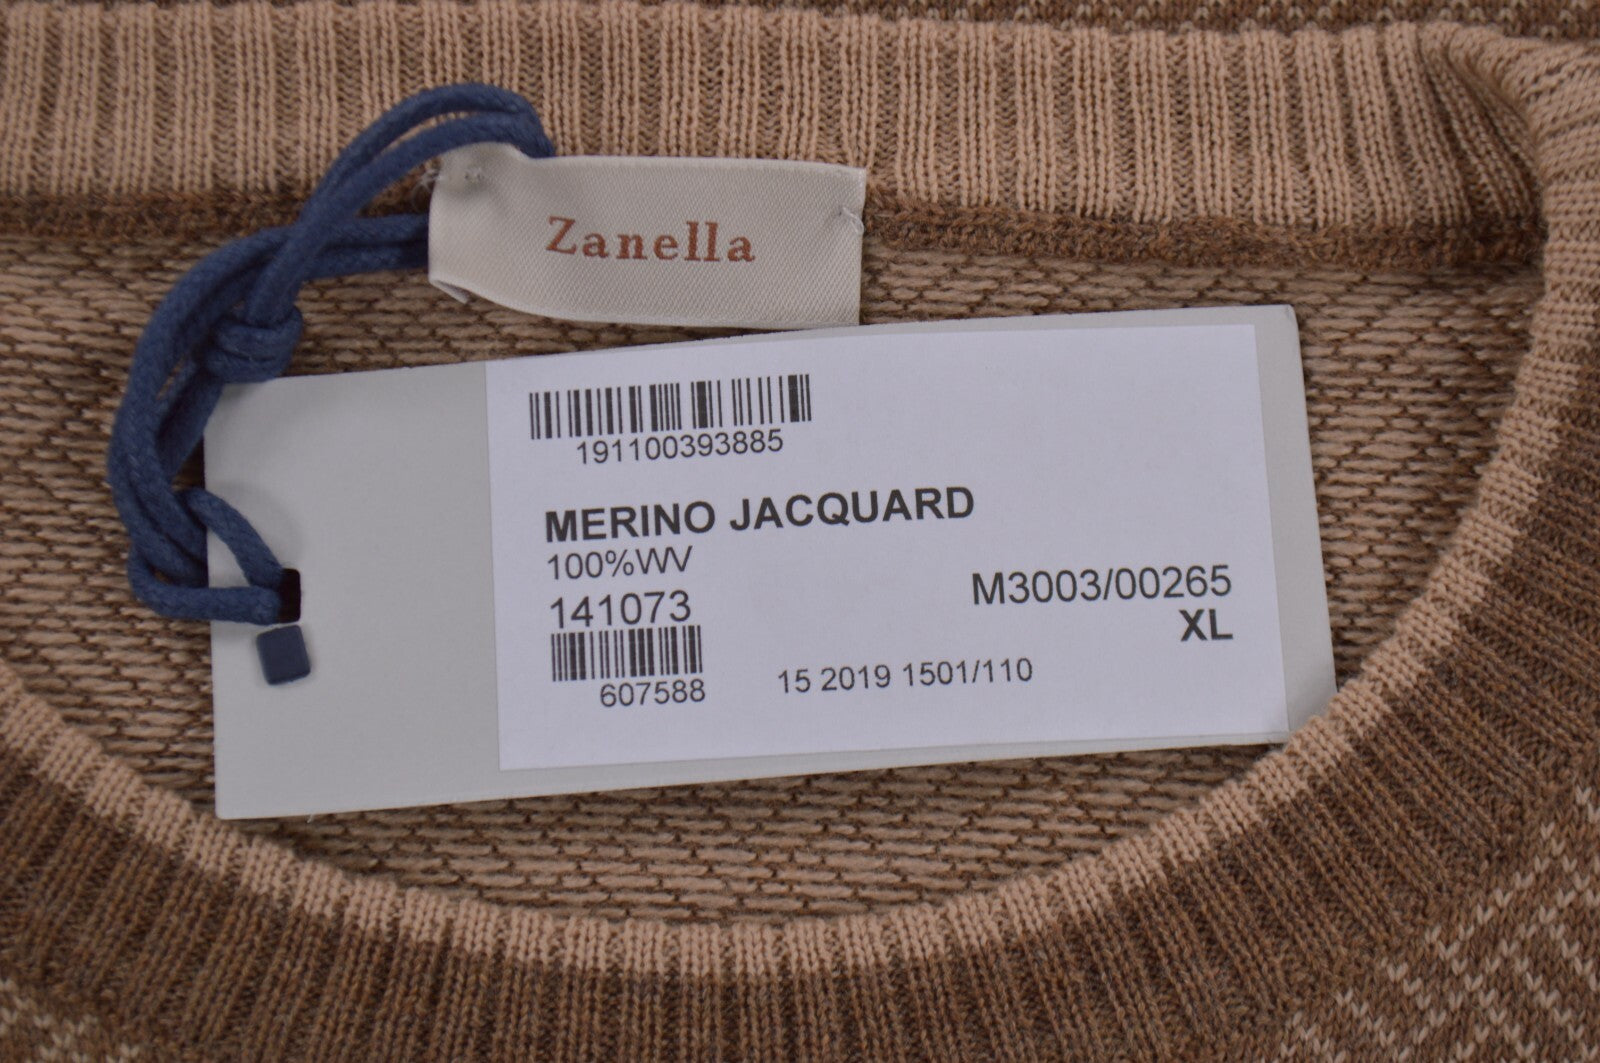 Zanella
191100393885
MERINO JACQUARD
100%WV
141073
M3003/00265
XL
607588
15 2019 1501/110